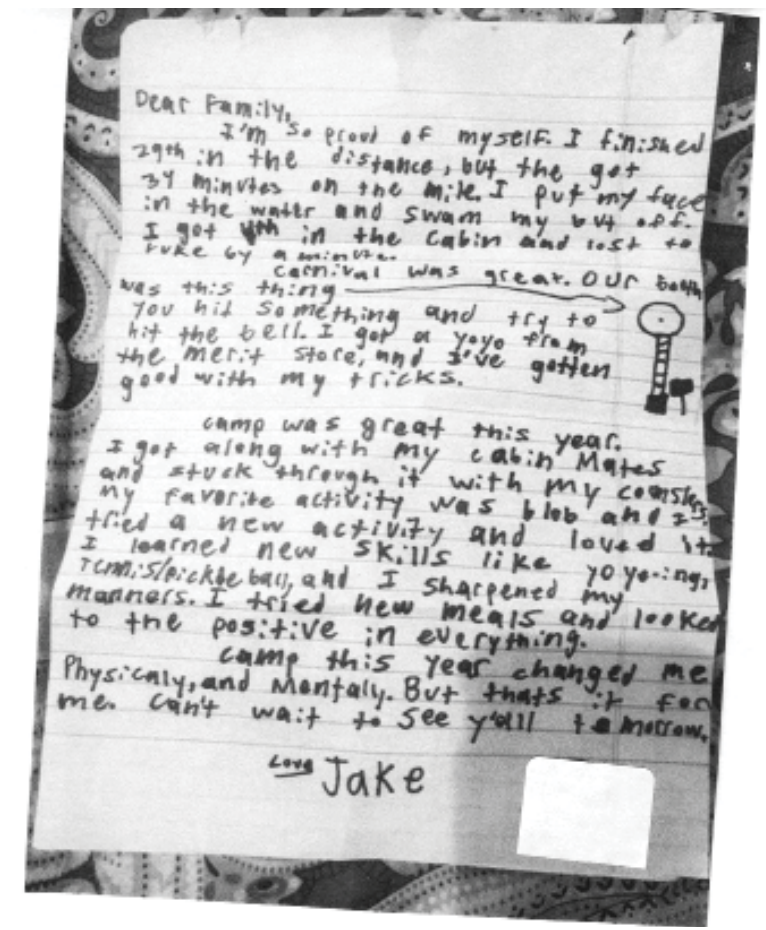 Dear Family,
I'm so proud of myself. I finished
29th in the distance, but the got
34 minutes on the mile. I put my face
in the water and swam my but off.
I got 4th in the cabin and lost to
Luke by a minute.
Carnival was great. Our booth
was this thing
You hit something and try to
hit the bell. I got a yoyo from
the merit store, and I've gotten
good with my tricks.
camp was great this year.
I got along with my cabin Mates
and stuck through it with my
My favorite activity was blob and I
tried a new activity and loved it.
I learned new skills like yoyo-ing,
Tennis/pickle ball, and I sharpened my
manners. I tried new meals and looked
to the positive in everything.
camp this year changed me
Physicaly, and Mentaly. But thats it for
me. Can't wait to see y'all tomorrow.
Love Jake